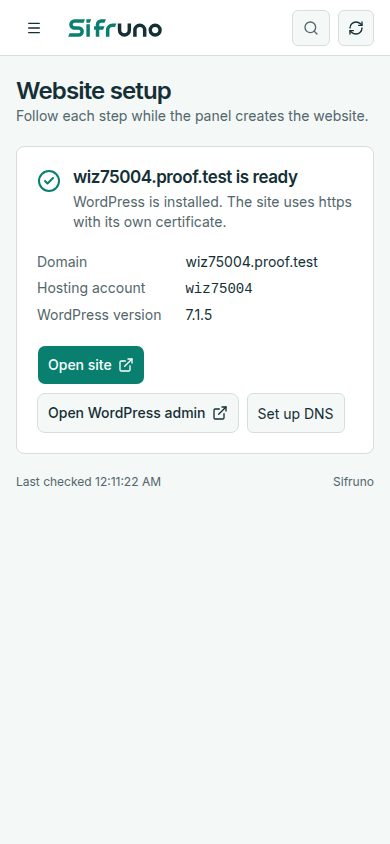 Sifruno
Website setup
Follow each step while the panel creates the website.
wiz75004.proof.test is ready
WordPress is installed. The site uses https
with its own certificate.
Domain wiz75004.proof.test
Hosting account wiz75004
WordPress version 7.1.5
Open site
Open WordPress admin Set up DNS
Last checked 12:11:22 AM Sifruno